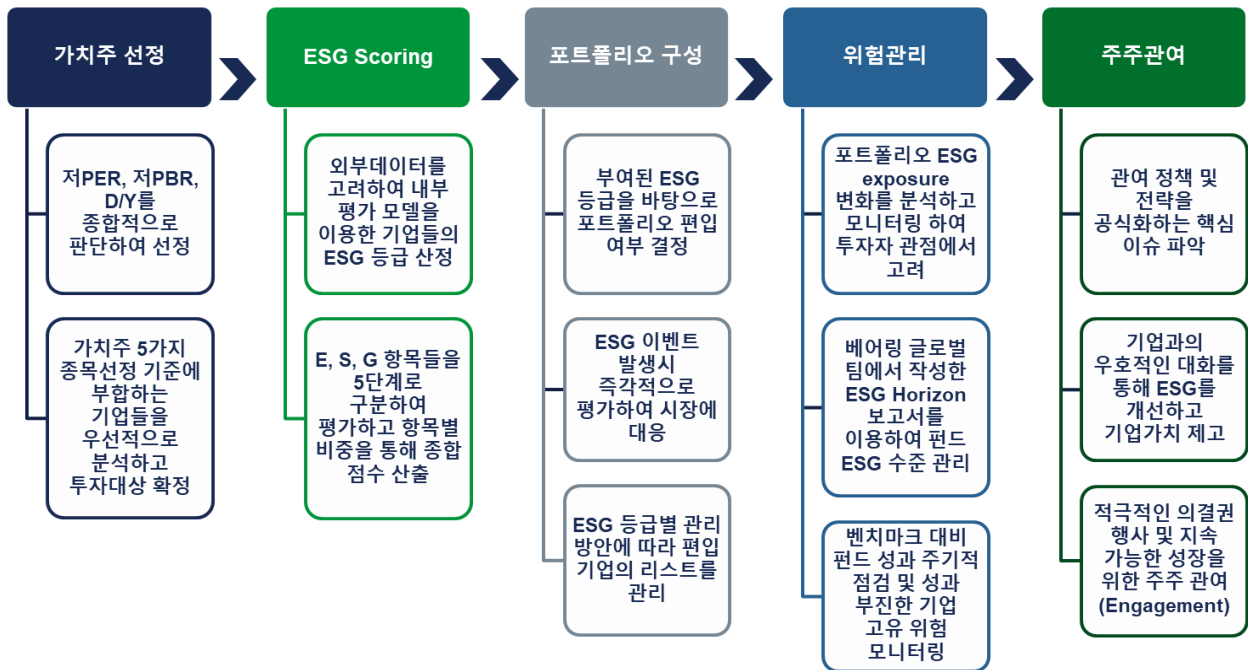 가치주 선정
저PER, 저PBR,
D/Y를
종합적으로
판단하여 선정
가치주 5가지
종목선정 기준에
부합하는
기업들을
우선적으로
분석하고
투자대상 확정
ESG Scoring
외부데이터를
고려하여 내부
평가 모델을
이용한 기업들의
ESG 등급 산정
E, S, G 항목들을
5단계로
구분하여
평가하고 항목별
비중을 통해 종합
점수 산출
포트폴리오 구성
부여된 ESG
등급을 바탕으로
포트폴리오 편입
여부 결정
ESG 이벤트
발생시
즉각적으로
평가하여 시장에
대응
ESG 등급별 관리
방안에 따라 편입
기업의 리스트를
관리
위험관리
포트폴리오 ESG
exposure
변화를 분석하고
모니터링 하여
투자자 관점에서
고려
베어링 글로벌
팀에서 작성한
ESG Horizon
보고서를
이용하여 펀드
ESG 수준 관리
벤치마크 대비
펀드 성과 주기적
점검 및 성과
부진한 기업
고유 위험
모니터링
주주관여
관여 정책 및
전략을
공식화하는 핵심
이슈 파악
기업과의
우호적인 대화를
통해 ESG를
개선하고
기업가치 제고
적극적인 의결권
행사 및 지속
가능한 성장을
위한 주주 관여
(Engagement)